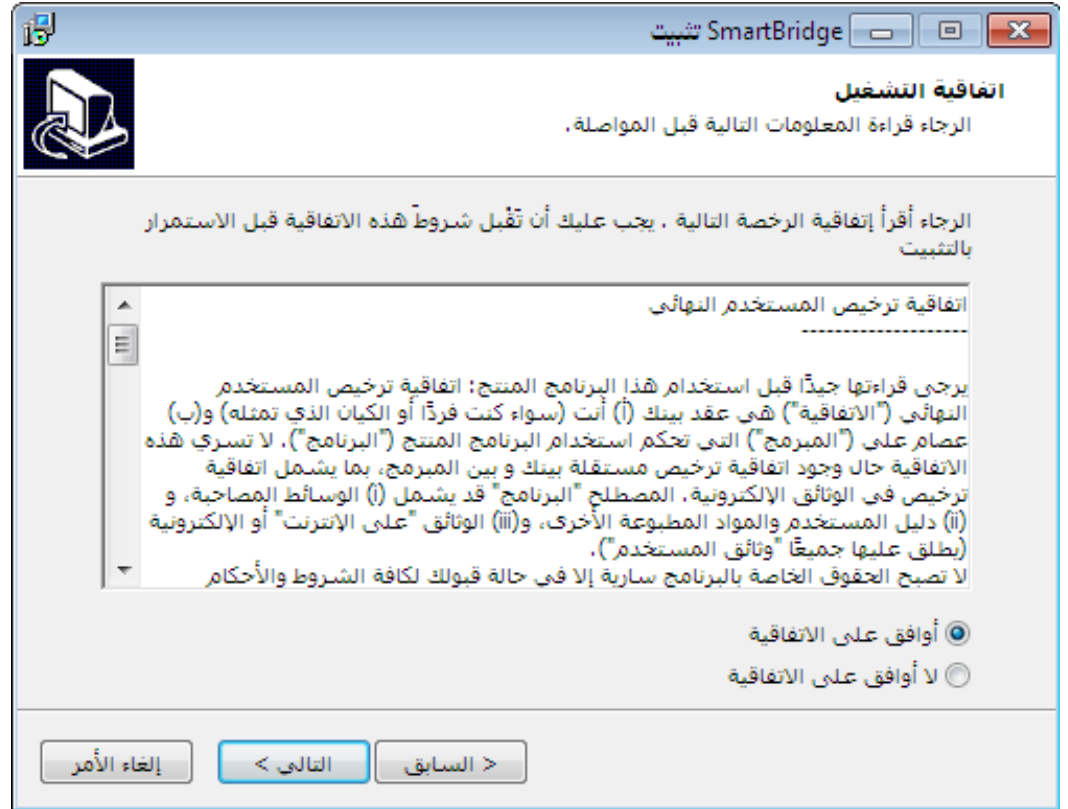 تثبيت SmartBridge
اتفاقية التشغيل
الرجاء قراءة المعلومات التالية قبل المواصلة.
الرجاء أقرأ إتفاقية الرخصة التالية . يجب عليك أن تَقْبل شروطَ هذه الاتفاقية قبل الاستمرار
بالتثبيت
اتفاقية ترخيص المستخدم النهائي
--------------------
يرجى قراءتها جيدًا قبل استخدام هذا البرنامج المنتج: اتفاقية ترخيص المستخدم
النهائي ("الاتفاقية") هي عقد بينك (أ) أنت (سواء كنت فردًا أو الكيان الذي تمثله) و(ب)
عصام علي ("المبرمج") التي تحكم استخدام البرنامج المنتج ("البرنامج"). لا تسري هذه
الاتفاقية حال وجود اتفاقية ترخيص مستقلة بينك و بين المبرمج، بما يشمل اتفاقية
ترخيص في الوثائق الإلكترونية. المصطلح "البرنامج" قد يشمل (i) الوسائط المصاحبة، و
(ii) دليل المستخدم والمواد المطبوعة الأخرى، و(iii) الوثائق "على الإنترنت" أو الإلكترونية
(يطلق عليها جميعًا "وثائق المستخدم").
لا تصبح الحقوق الخاصة بالبرنامج سارية إلا في حالة قبولك لكافة الشروط والأحكام
أوافق على الاتفاقية
لا أوافق على الاتفاقية
< السابق
التالي >
إلغاء الأمر